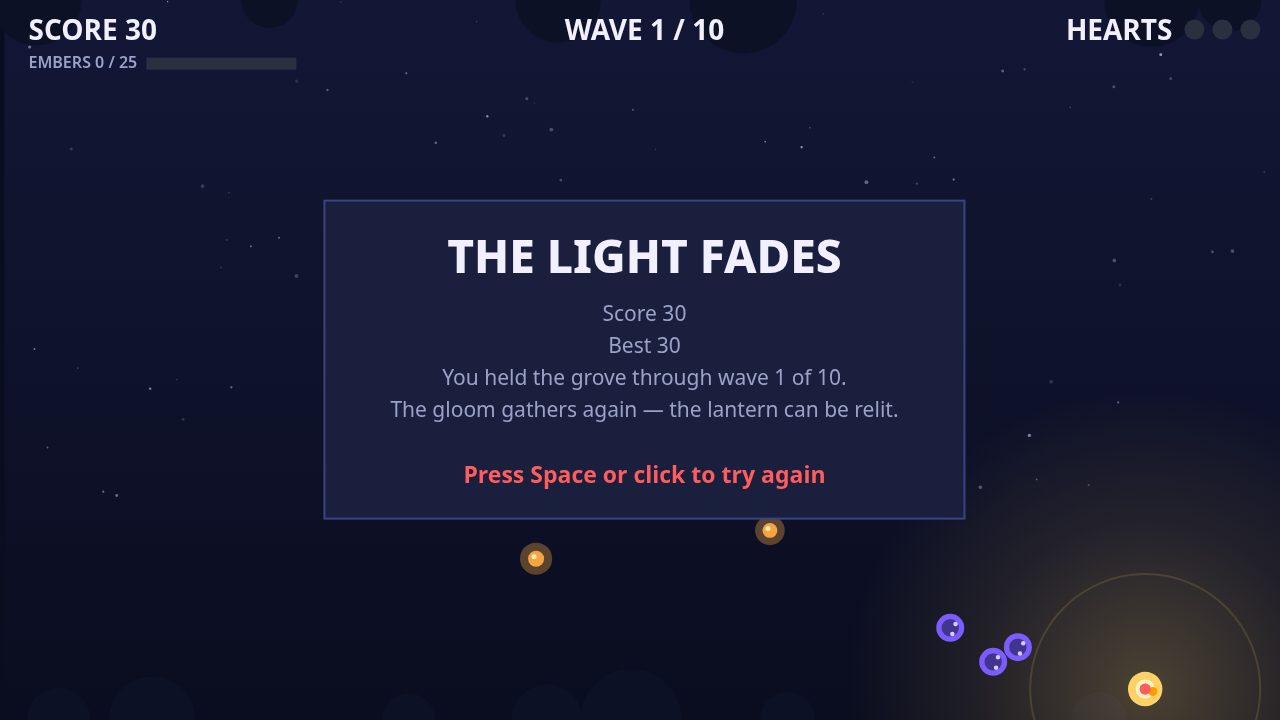 SCORE 30
WAVE 1 / 10
HEARTS
EMBERS 0 / 25
THE LIGHT FADES
Score 30
Best 30
You held the grove through wave 1 of 10.
The gloom gathers again — the lantern can be relit.
Press Space or click to try again